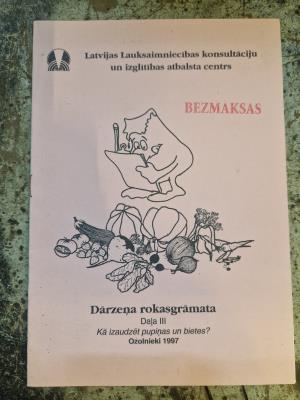 Latvijas Lauksaimniecības konsultāciju
un izglītības atbalsta centrs
BEZMAKSAS
Dārzeņa rokasgrāmata
Daļa III
Kā izaudzēt pupiņas un bietes?
Ozolnieki 1997